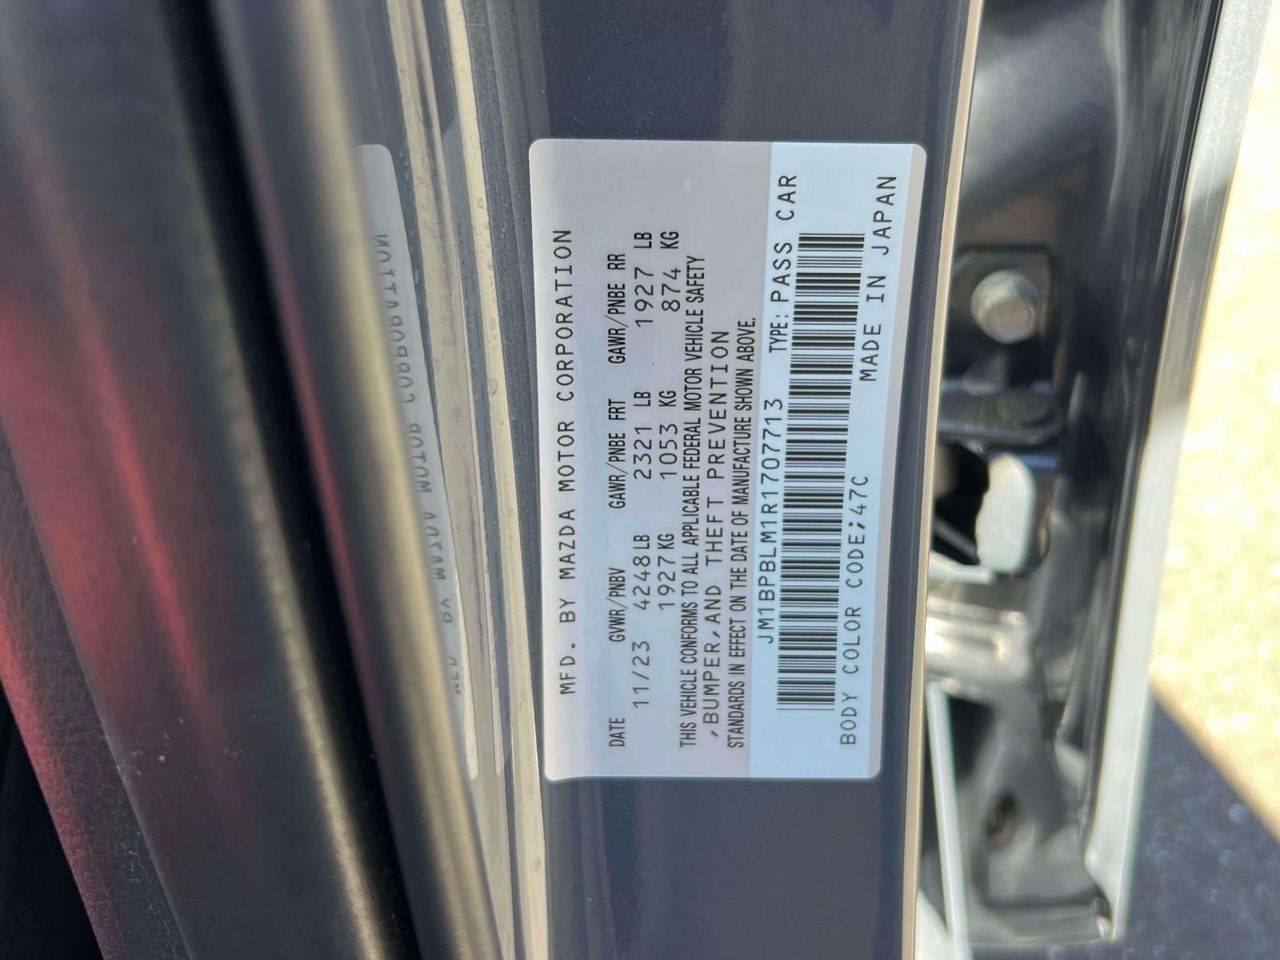 MFD. BY MAZDA MOTOR CORPORATION
DATE GVWR/PNBV GAWR/PNBE FRT GAWR/PNBE RR
11/23 4248LB 2321 LB 1927 LB
1927KG 1053 KG 874 KG
THIS VEHICLE CONFORMS TO ALL APPLICABLE FEDERAL MOTOR VEHICLE SAFETY
,BUMPER,AND THEFT PREVENTION
STANDARDS IN EFFECT ON THE DATE OF MANUFACTURE SHOWN ABOVE.
JM1BPBLM1R1707713 TYPE:PASS CAR
BODY COLOR CODE;47C MADE IN JAPAN